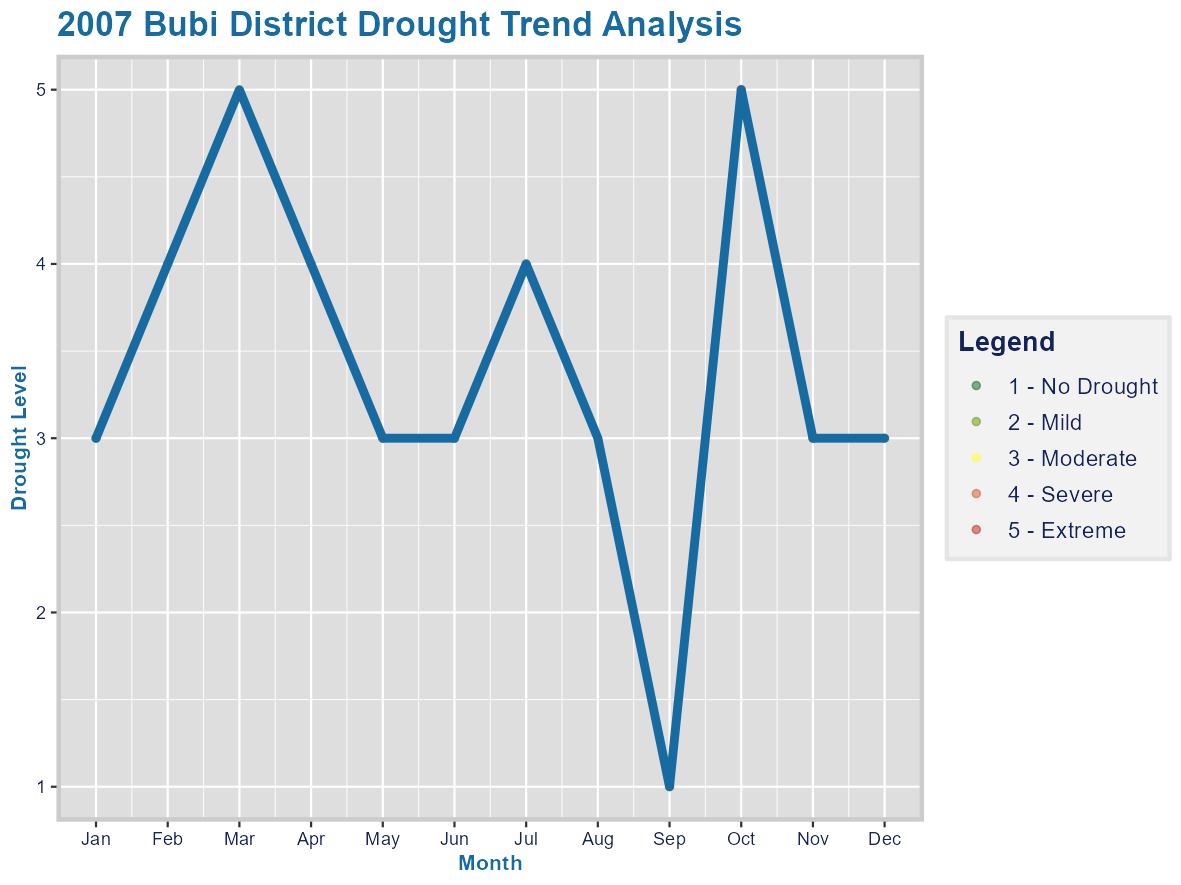 2007 Bubi District Drought Trend Analysis
Drought Level
5
4
3
2
1
Jan Feb Mar Apr May Jun Jul Aug Sep Oct Nov Dec
Month
Legend
1 - No Drought
2 - Mild
3 - Moderate
4 - Severe
5 - Extreme